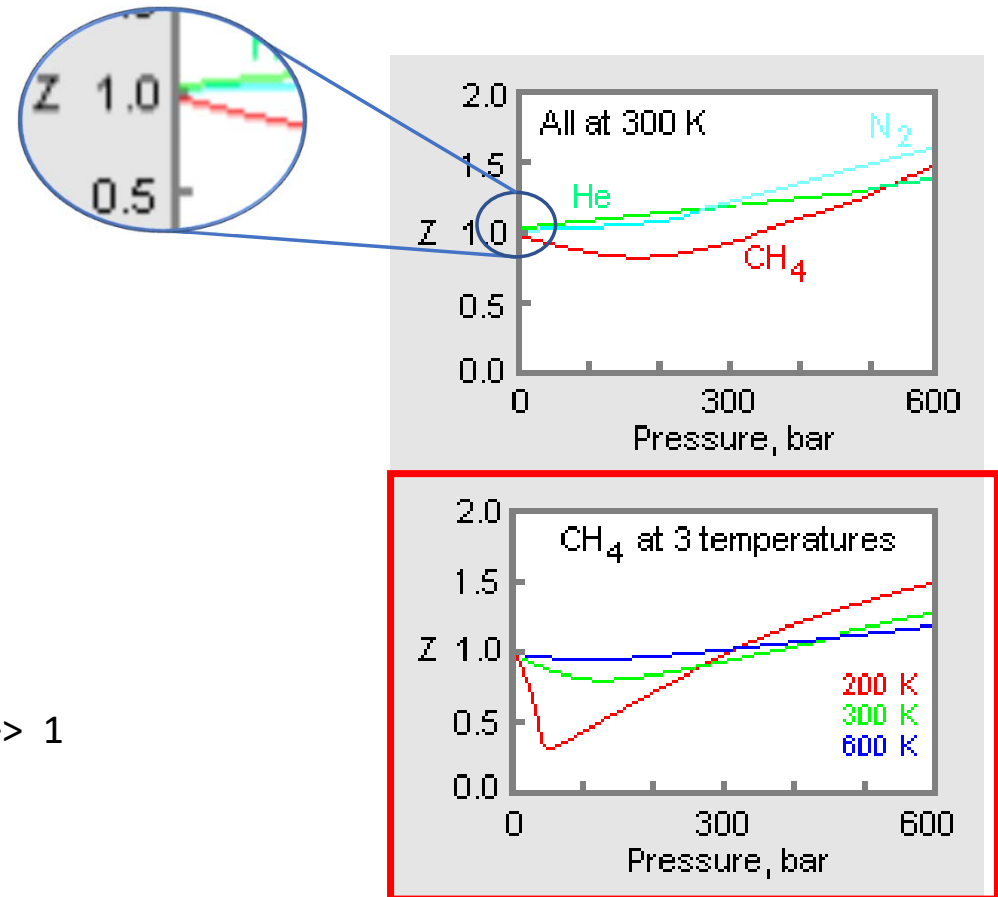 Z 1.0
0.5
2.0
All at 300 K
N2
1.5
He
Z 1.0
CH4
0.5
0.0
0 300 600
Pressure, bar
2.0
CH4 at 3 temperatures
1.5
Z 1.0
200 K
300 K
0.5
600 K
0.0
0 300 600
Pressure, bar
> 1